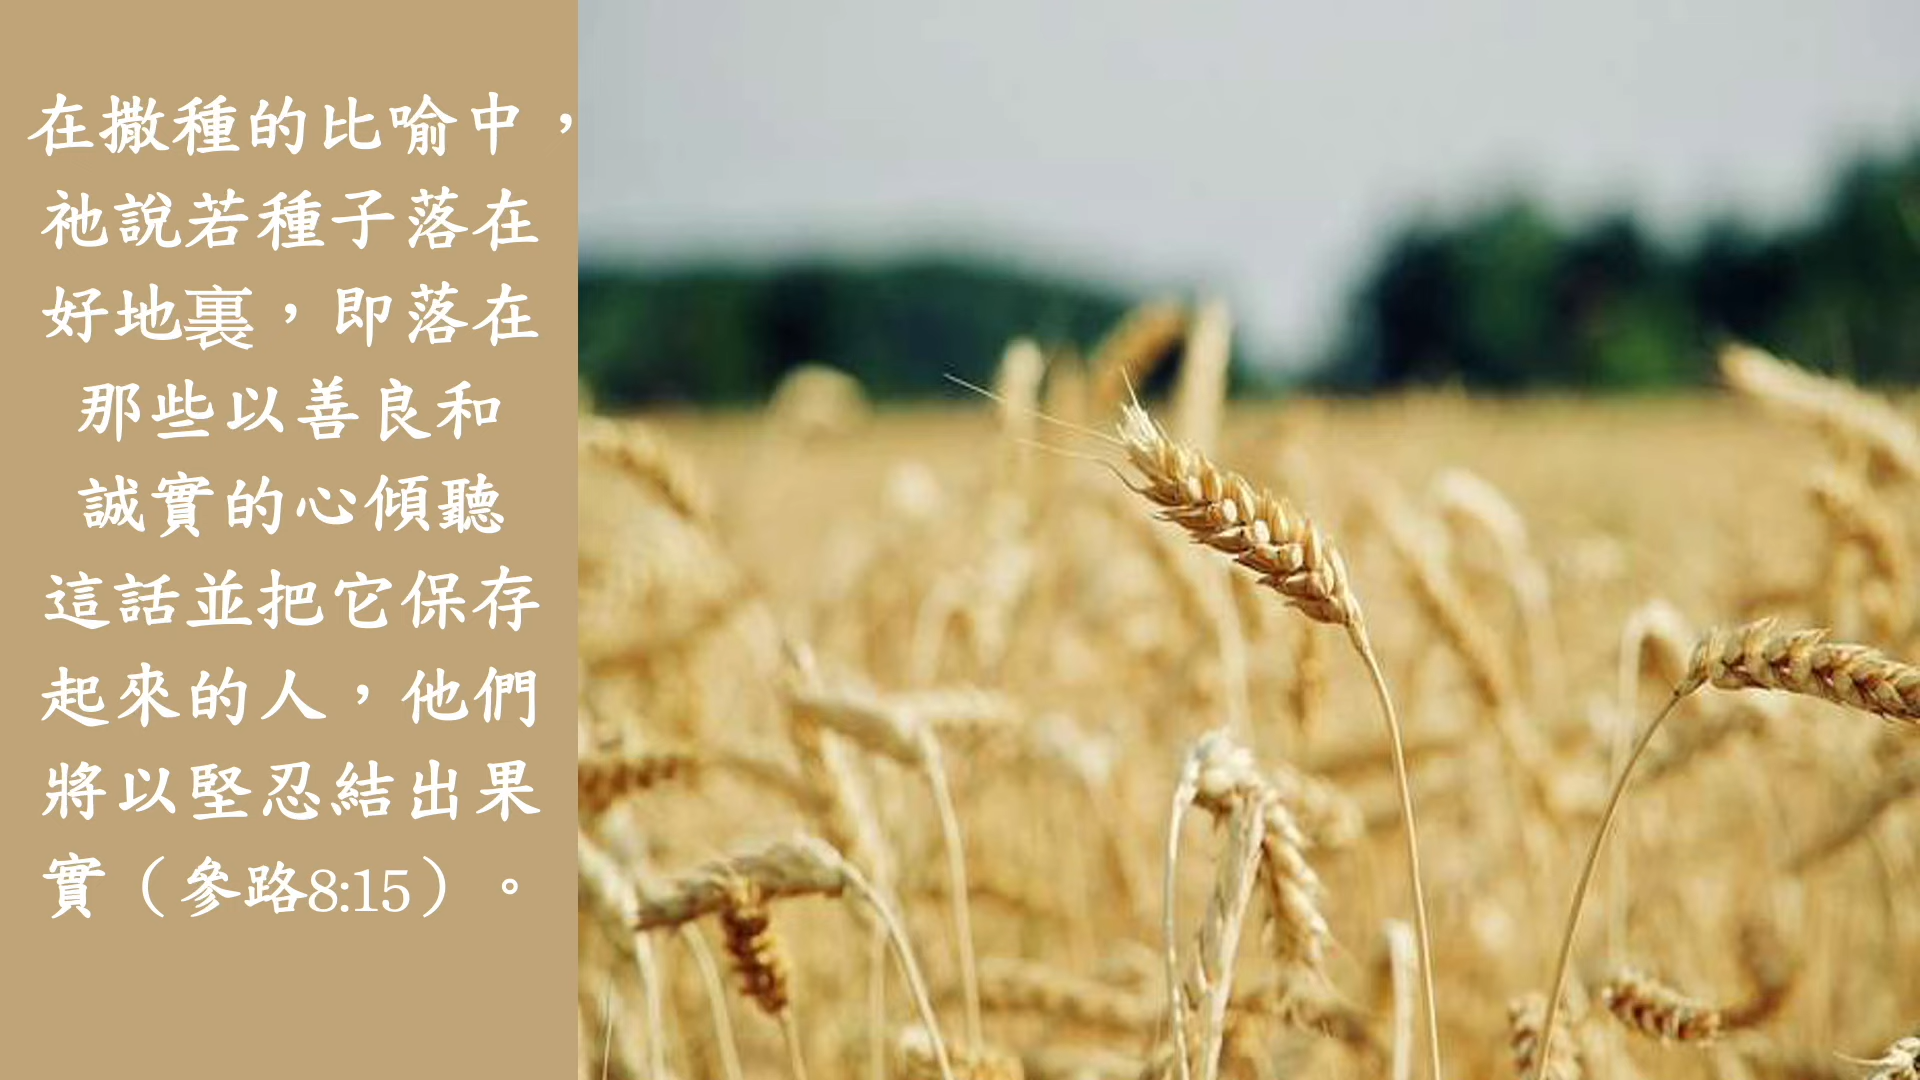 在撒種的比喻中，
祂說若種子落在
好地裏，即落在
那些以善良和
誠實的心傾聽
這話並把它保存
起來的人，他們
將以堅忍結出果
實（參路8:15）。